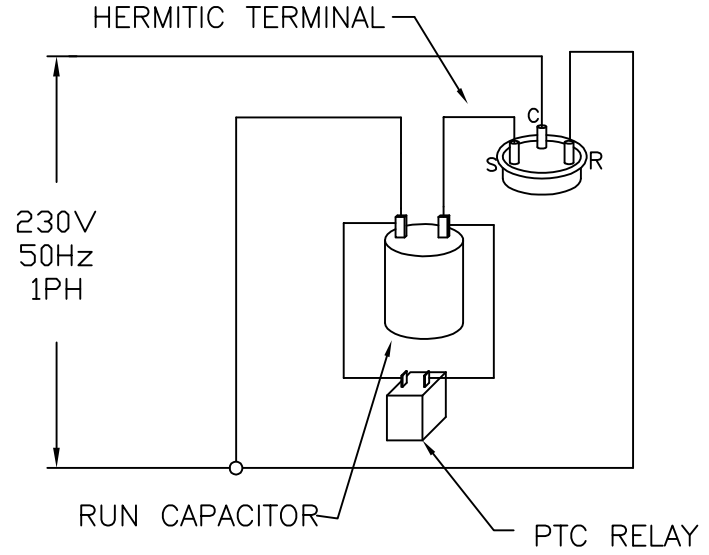 HERMITIC TERMINAL
C
S
R
230V
50Hz
1PH
RUN CAPACITOR
PTC RELAY